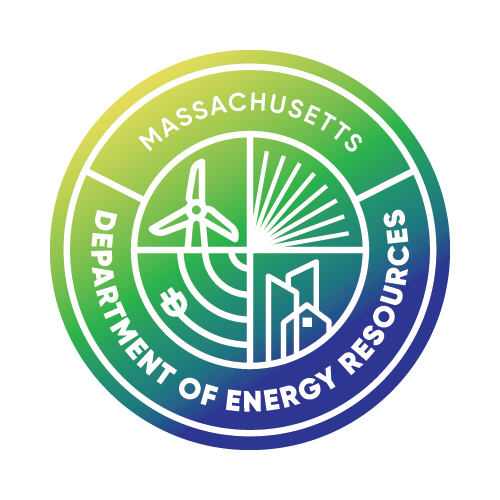 MASSACHUSETTS
DEPARTMENT OF ENERGY RESOURCES